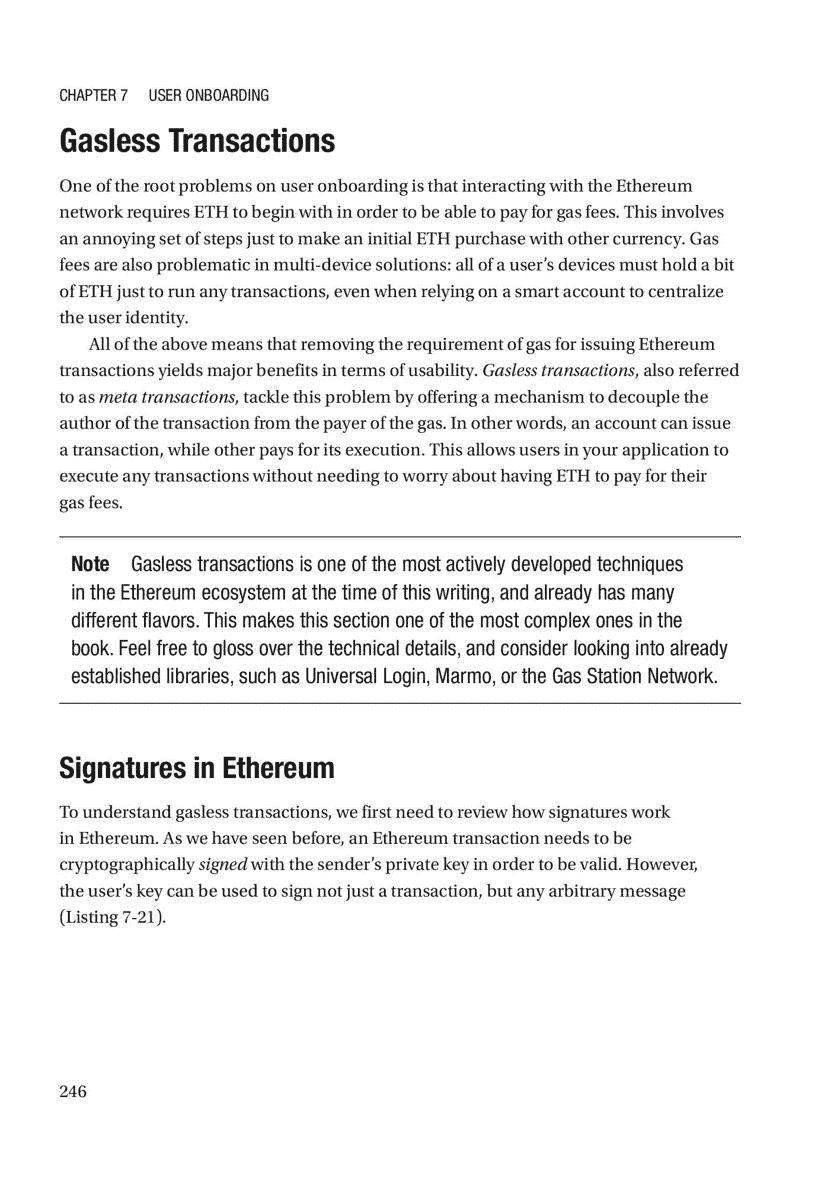 CHAPTER 7 USER ONBOARDING
Gasless Transactions
One of the root problems on user onboarding is that interacting with the Ethereum
network requires ETH to begin with in order to be able to pay for gas fees. This involves
an annoying set of steps just to make an initial ETH purchase with other currency. Gas
fees are also problematic in multi-device solutions: all of a user’s devices must hold a bit
of ETH just to run any transactions, even when relying on a smart account to centralize
the user identity.
All of the above means that removing the requirement of gas for issuing Ethereum
transactions yields major benefits in terms of usability. Gasless transactions, also referred
to as meta transactions, tackle this problem by offering a mechanism to decouple the
author of the transaction from the payer of the gas. In other words, an account can issue
a transaction, while other pays for its execution. This allows users in your application to
execute any transactions without needing to worry about having ETH to pay for their
gas fees.
Note Gasless transactions is one of the most actively developed techniques
in the Ethereum ecosystem at the time of this writing, and already has many
different flavors. This makes this section one of the most complex ones in the
book. Feel free to gloss over the technical details, and consider looking into already
established libraries, such as Universal Login, Marmo, or the Gas Station Network.
Signatures in Ethereum
To understand gasless transactions, we first need to review how signatures work
in Ethereum. As we have seen before, an Ethereum transaction needs to be
cryptographically signed with the sender’s private key in order to be valid. However,
the user’s key can be used to sign not just a transaction, but any arbitrary message
(Listing 7-21).
246